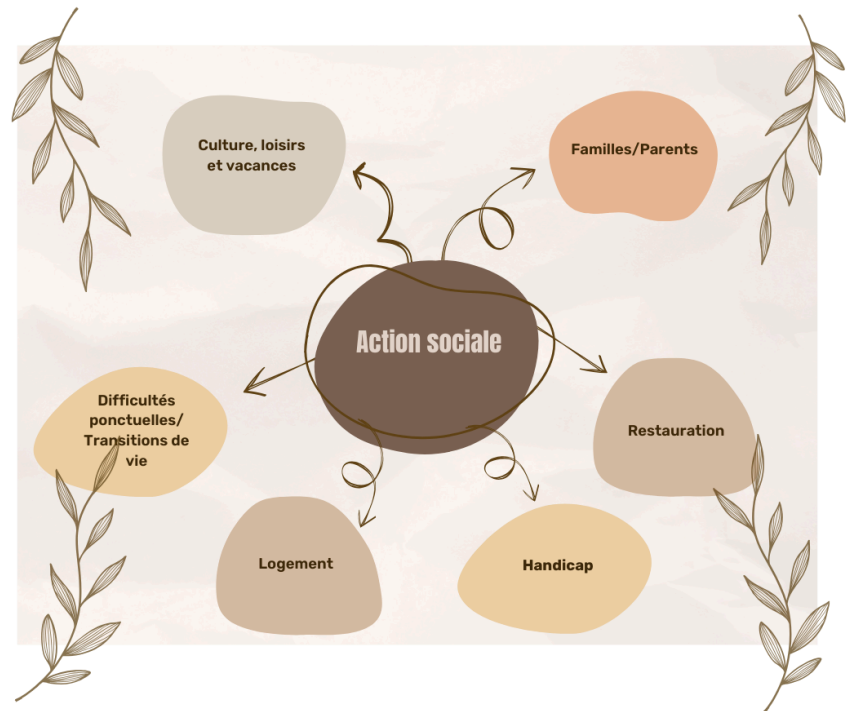 Culture, loisirs
et vacances
Familles/Parents
Action sociale
Difficultés
ponctuelles/
Transitions de
vie
Restauration
Logement
Handicap